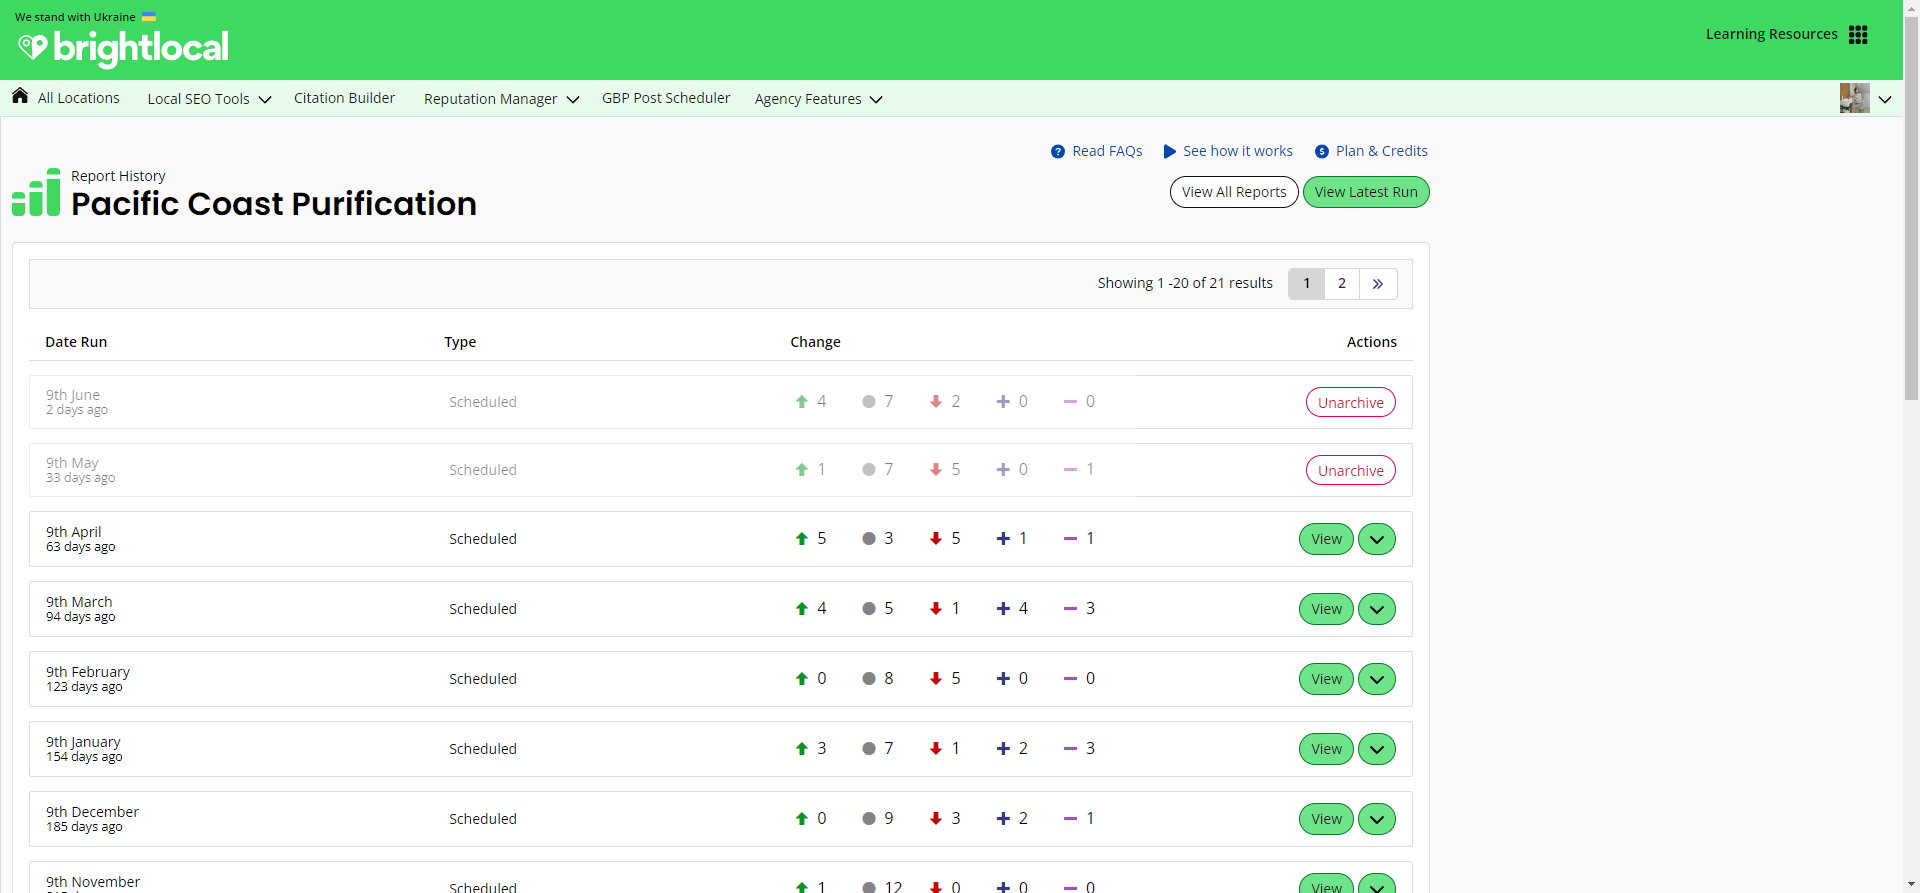 We stand with Ukraine
brightlocal
Learning Resources
All Locations Local SEO Tools Citation Builder Reputation Manager GBP Post Scheduler Agency Features
Read FAQs See how it works Plan & Credits
Report History
Pacific Coast Purification
View All Reports View Latest Run
Showing 1 -20 of 21 results 1 2 »
Date Run Type Change Actions
9th June
2 days ago
Scheduled 4 7 2 0 0 Unarchive
9th May
33 days ago
Scheduled 1 7 5 0 1 Unarchive
9th April
63 days ago
Scheduled 5 3 5 1 1 View
9th March
94 days ago
Scheduled 4 5 1 4 3 View
9th February
123 days ago
Scheduled 0 8 5 0 0 View
9th January
154 days ago
Scheduled 3 7 1 2 3 View
9th December
185 days ago
Scheduled 0 9 3 2 1 View
9th November
Scheduled 1 12 0 0 0 View